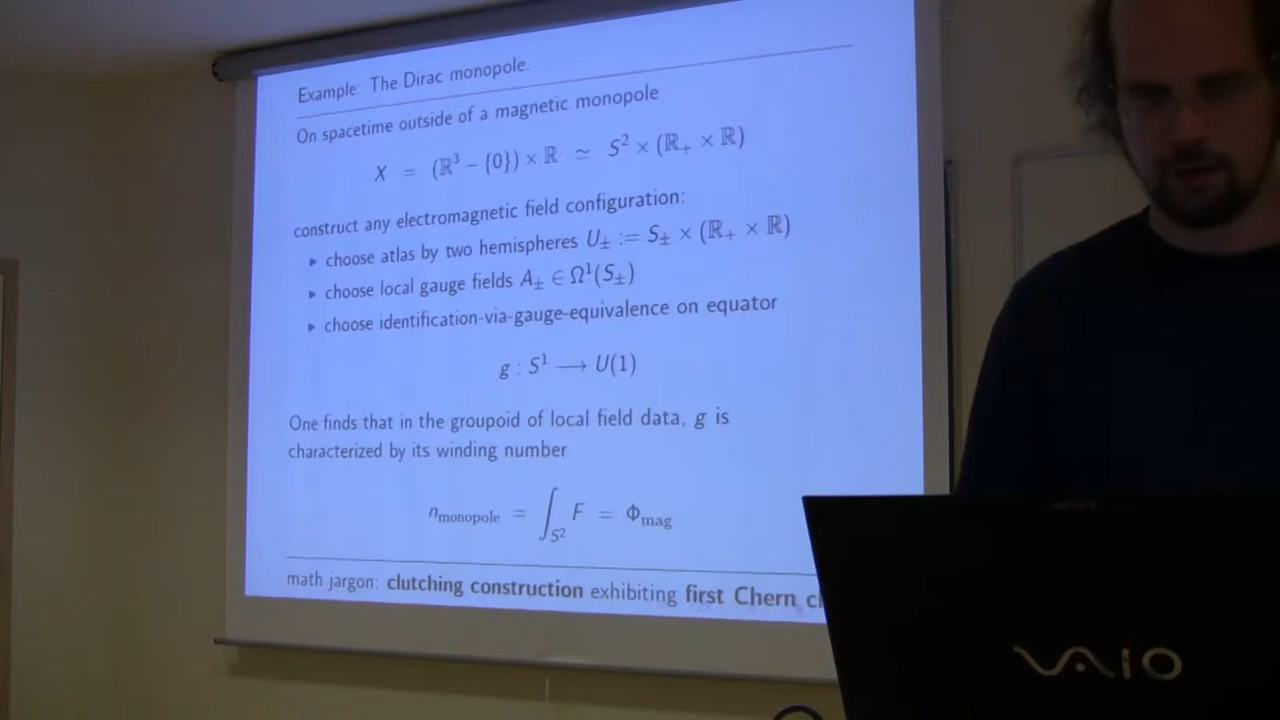 Example: The Dirac monopole.
On spacetime outside of a magnetic monopole
X = (ℝ³ − {0}) × ℝ ≃ S² × (ℝ₊ × ℝ)
construct any electromagnetic field configuration:
▸ choose atlas by two hemispheres U± := S± × (ℝ₊ × ℝ)
▸ choose local gauge fields A± ∈ Ω¹(S±)
▸ choose identification-via-gauge-equivalence on equator
g : S¹ ⟶ U(1)
One finds that in the groupoid of local field data, g is
characterized by its winding number
n_monopole = ∫_S² F = Φ_mag
math jargon: clutching construction exhibiting first Chern
VAIO